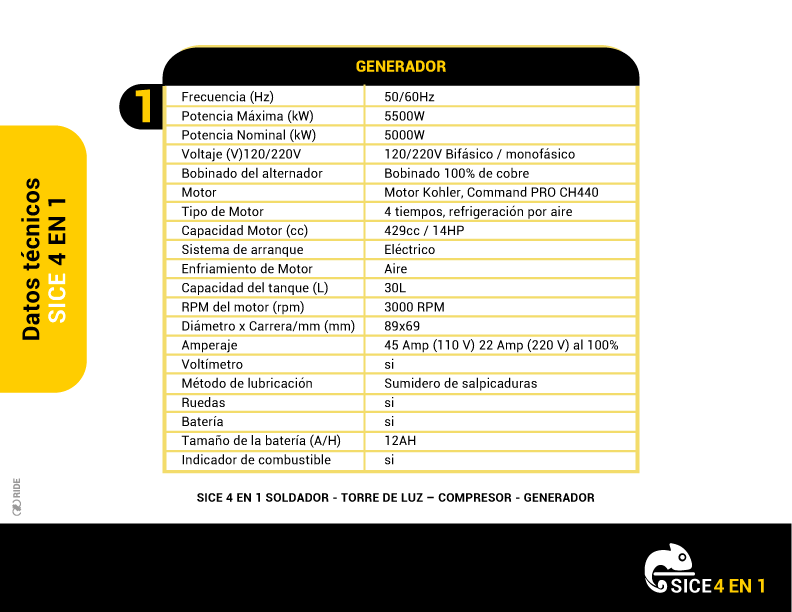 GENERADOR
1
Frecuencia (Hz) 50/60Hz
Potencia Máxima (kW) 5500W
Potencia Nominal (kW) 5000W
Voltaje (V)120/220V 120/220V Bifásico / monofásico
Bobinado del alternador Bobinado 100% de cobre
Motor Motor Kohler, Command PRO CH440
Tipo de Motor 4 tiempos, refrigeración por aire
Capacidad Motor (cc) 429cc / 14HP
Sistema de arranque Eléctrico
Enfriamiento de Motor Aire
Capacidad del tanque (L) 30L
RPM del motor (rpm) 3000 RPM
Diámetro x Carrera/mm (mm) 89x69
Amperaje 45 Amp (110 V) 22 Amp (220 V) al 100%
Voltímetro si
Método de lubricación Sumidero de salpicaduras
Ruedas si
Batería si
Tamaño de la batería (A/H) 12AH
Indicador de combustible si
Datos técnicos
SICE 4 EN 1
RIDE
SICE 4 EN 1 SOLDADOR - TORRE DE LUZ – COMPRESOR - GENERADOR
SICE 4 EN 1